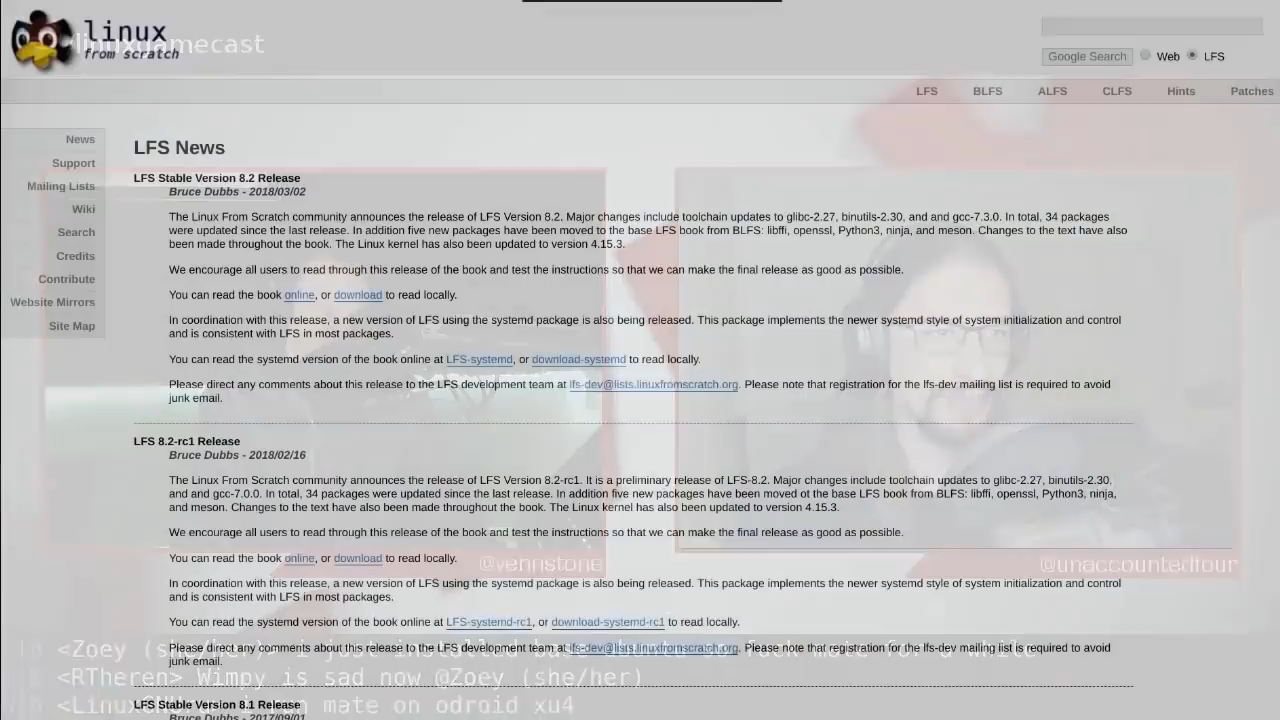 linux
from scratch
linuxgamecast
Google Search Web LFS
LFS BLFS ALFS CLFS Hints Patches
News
Support
Mailing Lists
Wiki
Search
Credits
Contribute
Website Mirrors
Site Map
LFS News
LFS Stable Version 8.2 Release
Bruce Dubbs - 2018/03/02
The Linux From Scratch community announces the release of LFS Version 8.2. Major changes include toolchain updates to glibc-2.27, binutils-2.30, and and gcc-7.3.0. In total, 34 packages
were updated since the last release. In addition five new packages have been moved to the base LFS book from BLFS: libffi, openssl, Python3, ninja, and meson. Changes to the text have also
been made throughout the book. The Linux kernel has also been updated to version 4.15.3.
We encourage all users to read through this release of the book and test the instructions so that we can make the final release as good as possible.
You can read the book online, or download to read locally.
In coordination with this release, a new version of LFS using the systemd package is also being released. This package implements the newer systemd style of system initialization and control
and is consistent with LFS in most packages.
You can read the systemd version of the book online at LFS-systemd, or download-systemd to read locally.
Please direct any comments about this release to the LFS development team at lfs-dev@lists.linuxfromscratch.org. Please note that registration for the lfs-dev mailing list is required to avoid
junk email.
LFS 8.2-rc1 Release
Bruce Dubbs - 2018/02/16
The Linux From Scratch community announces the release of LFS Version 8.2-rc1. It is a preliminary release of LFS-8.2. Major changes include toolchain updates to glibc-2.27, binutils-2.30,
and and gcc-7.0.0. In total, 34 packages were updated since the last release. In addition five new packages have been moved ot the base LFS book from BLFS: libffi, openssl, Python3, ninja,
and meson. Changes to the text have also been made throughout the book. The Linux kernel has also been updated to version 4.15.3.
We encourage all users to read through this release of the book and test the instructions so that we can make the final release as good as possible.
You can read the book online, or download to read locally.
@vennstone @unaccountedfour
In coordination with this release, a new version of LFS using the systemd package is also being released. This package implements the newer systemd style of system initialization and control
and is consistent with LFS in most packages.
You can read the systemd version of the book online at LFS-systemd-rc1, or download-systemd-rc1 to read locally.
Please direct any comments about this release to the LFS development team at lfs-dev@lists.linuxfromscratch.org. Please note that registration for the lfs-dev mailing list is required to avoid
junk email.
<Zoey (she/her)> i just installed base mate for a while
<RTheren> Wimpy is sad now @Zoey (she/her)
i run mate on odroid xu4
LFS Stable Version 8.1 Release
Bruce Dubbs - 2017/09/01